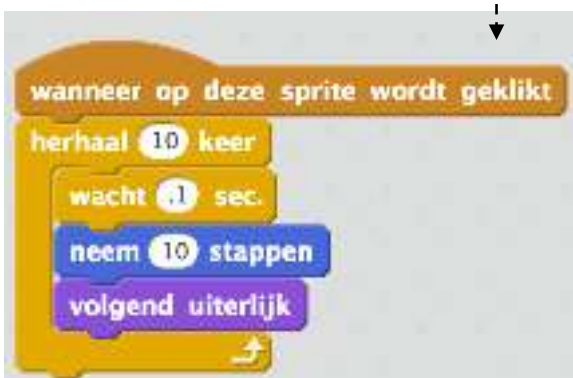 wanneer op deze sprite wordt geklikt
herhaal 10 keer
wacht .1 sec.
neem 10 stappen
volgend uiterlijk